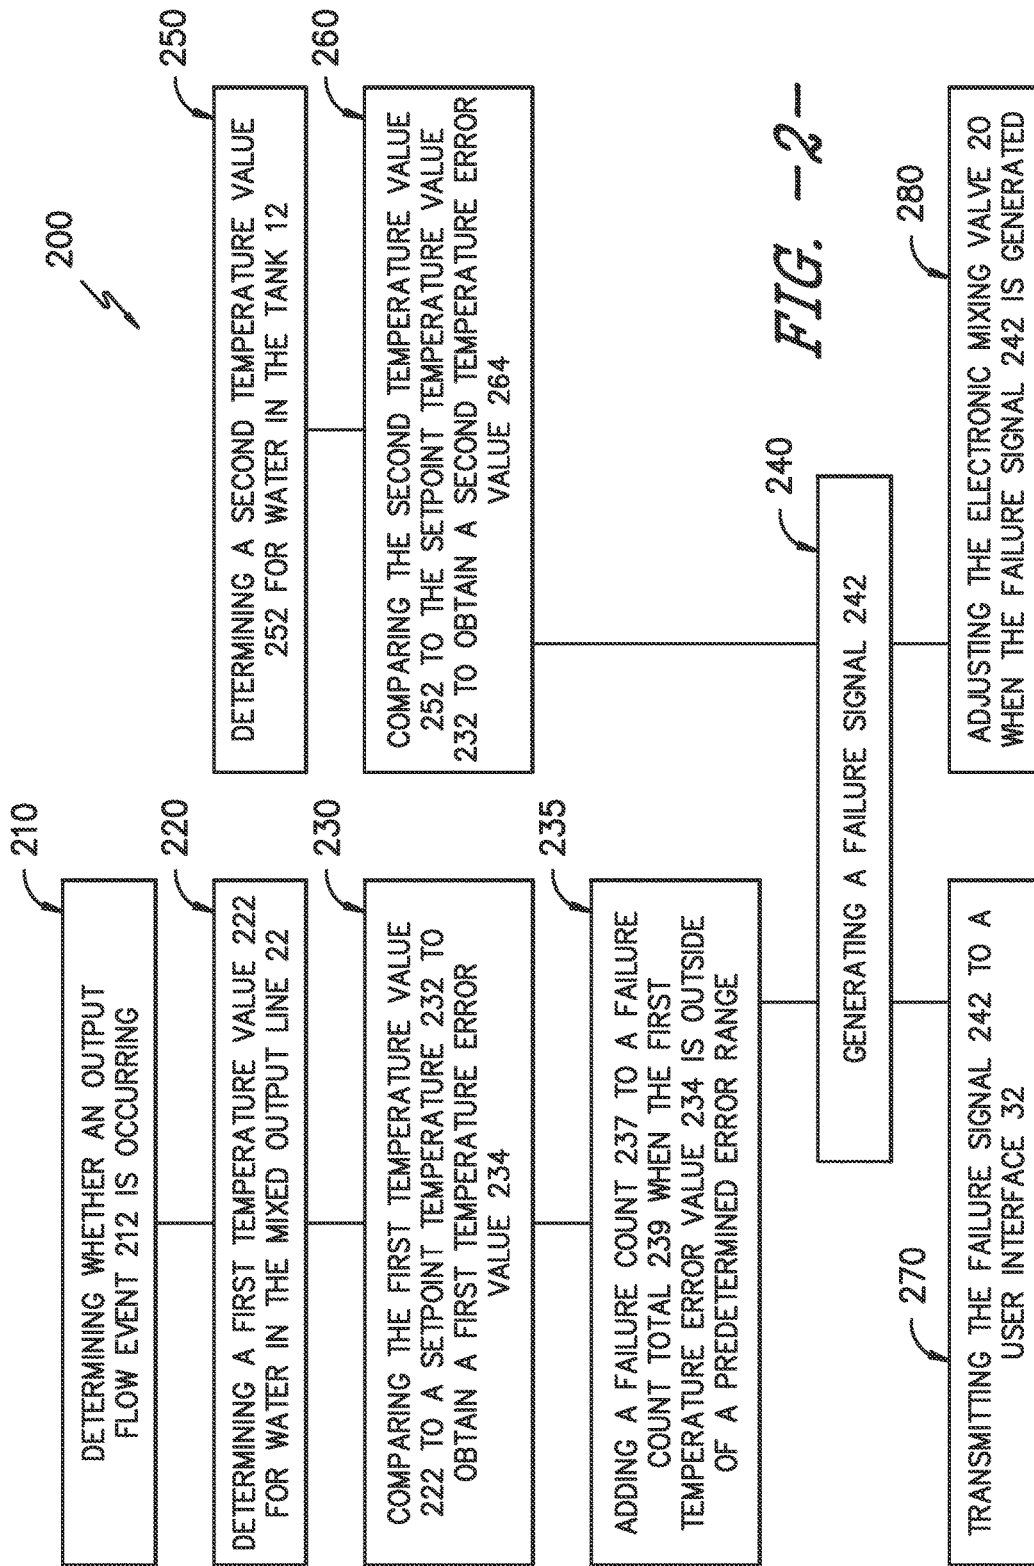 200
210
DETERMINING WHETHER AN OUTPUT
FLOW EVENT 212 IS OCCURRING
220
DETERMINING A FIRST TEMPERATURE VALUE 222
FOR WATER IN THE MIXED OUTPUT LINE 22
230
COMPARING THE FIRST TEMPERATURE VALUE
222 TO A SETPOINT TEMPERATURE 232 TO
OBTAIN A FIRST TEMPERATURE ERROR
VALUE 234
235
ADDING A FAILURE COUNT 237 TO A FAILURE
COUNT TOTAL 239 WHEN THE FIRST
TEMPERATURE ERROR VALUE 234 IS OUTSIDE
OF A PREDETERMINED ERROR RANGE
250
DETERMINING A SECOND TEMPERATURE VALUE
252 FOR WATER IN THE TANK 12
260
COMPARING THE SECOND TEMPERATURE VALUE
252 TO THE SETPOINT TEMPERATURE VALUE
232 TO OBTAIN A SECOND TEMPERATURE ERROR
VALUE 264
240
GENERATING A FAILURE SIGNAL 242
270
TRANSMITTING THE FAILURE SIGNAL 242 TO A
USER INTERFACE 32
280
ADJUSTING THE ELECTRONIC MIXING VALVE 20
WHEN THE FAILURE SIGNAL 242 IS GENERATED
FIG. -2-